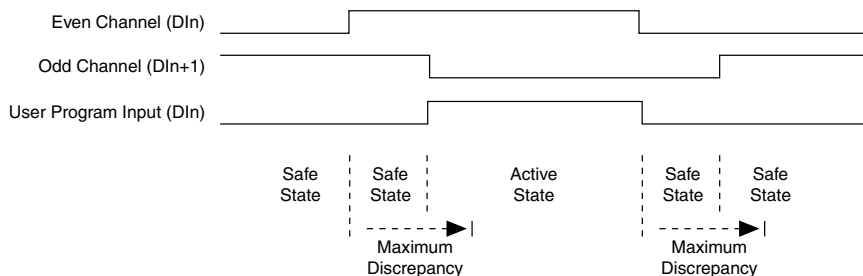 Even Channel (DIn)
Odd Channel (DIn+1)
User Program Input (DIn)
Safe State
Safe State
Active State
Safe State
Safe State
Maximum Discrepancy
Maximum Discrepancy